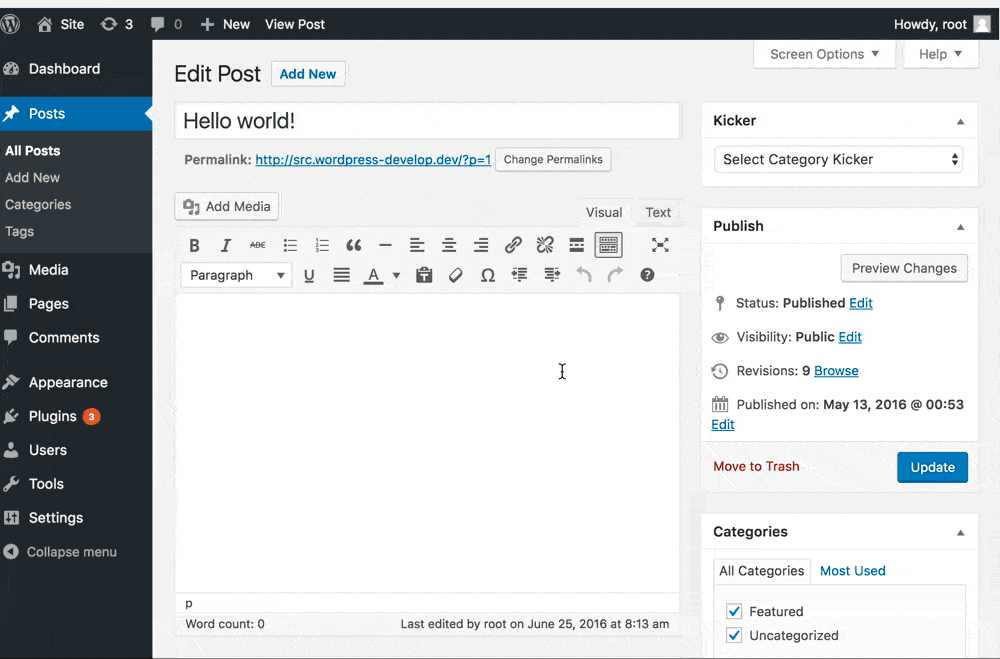 Site 3 0 New View Post Howdy, root
Screen Options Help
Dashboard
Posts
All Posts
Add New
Categories
Tags
Media
Pages
Comments
Appearance
Plugins 3
Users
Tools
Settings
Collapse menu
Edit Post Add New
Hello world!
Permalink: http://src.wordpress-develop.dev/?p=1 Change Permalinks
Add Media
Visual Text
B I ABC
Paragraph U A Ω ?
p
Word count: 0 Last edited by root on June 25, 2016 at 8:13 am
Kicker
Select Category Kicker
Publish
Preview Changes
Status: Published Edit
Visibility: Public Edit
Revisions: 9 Browse
Published on: May 13, 2016 @ 00:53
Edit
Move to Trash Update
Categories
All Categories Most Used
Featured
Uncategorized